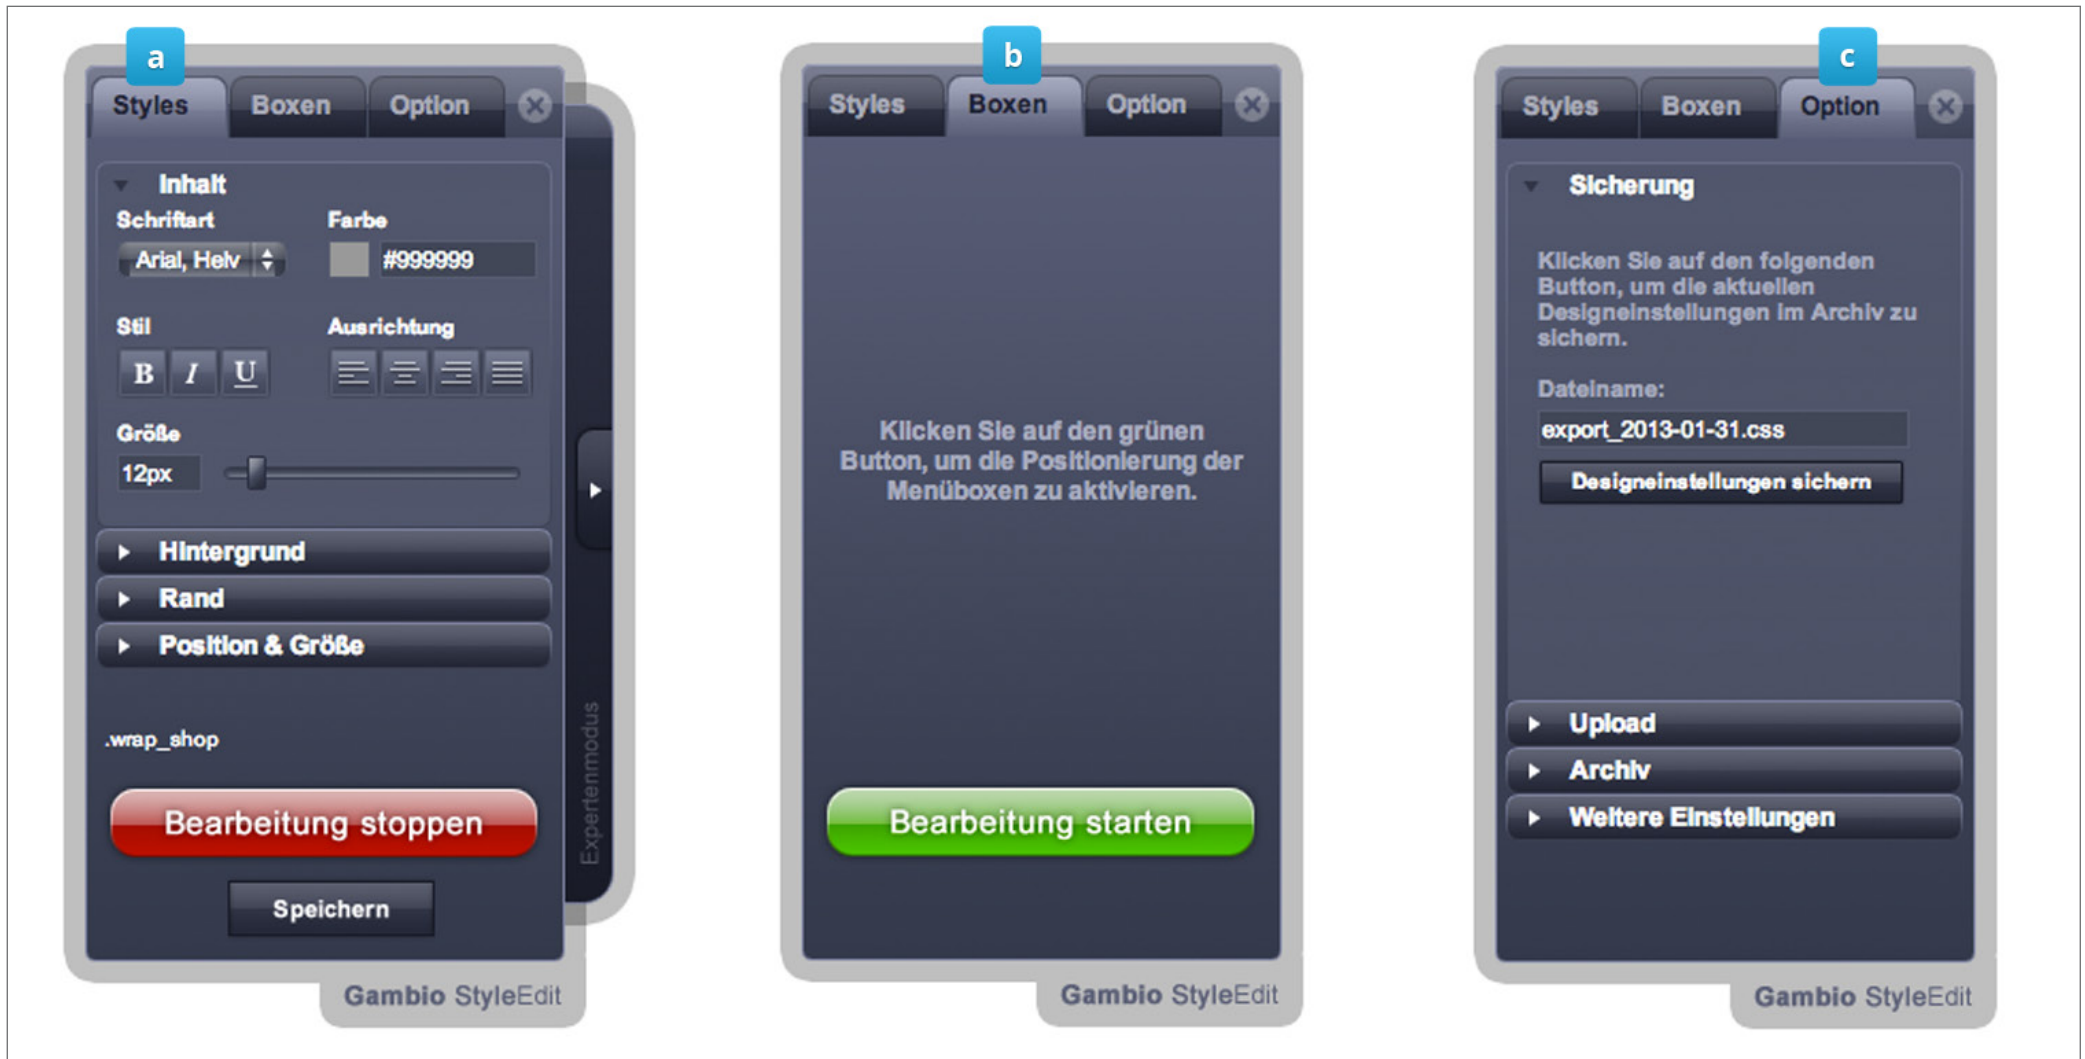 a
Styles Boxen Option
Inhalt
Schriftart Farbe
Arial, Helv #999999
Stil Ausrichtung
B I U
Größe
12px
Hintergrund
Rand
Position & Größe
.wrap_shop
Bearbeitung stoppen
Speichern
Expertenmodus
Gambio StyleEdit
b
Styles Boxen Option
Klicken Sie auf den grünen
Button, um die Positionierung der
Menüboxen zu aktivieren.
Bearbeitung starten
Gambio StyleEdit
c
Styles Boxen Option
Sicherung
Klicken Sie auf den folgenden
Button, um die aktuellen
Designeinstellungen im Archiv zu
sichern.
Dateiname:
export_2013-01-31.css
Designeinstellungen sichern
Upload
Archiv
Weitere Einstellungen
Gambio StyleEdit